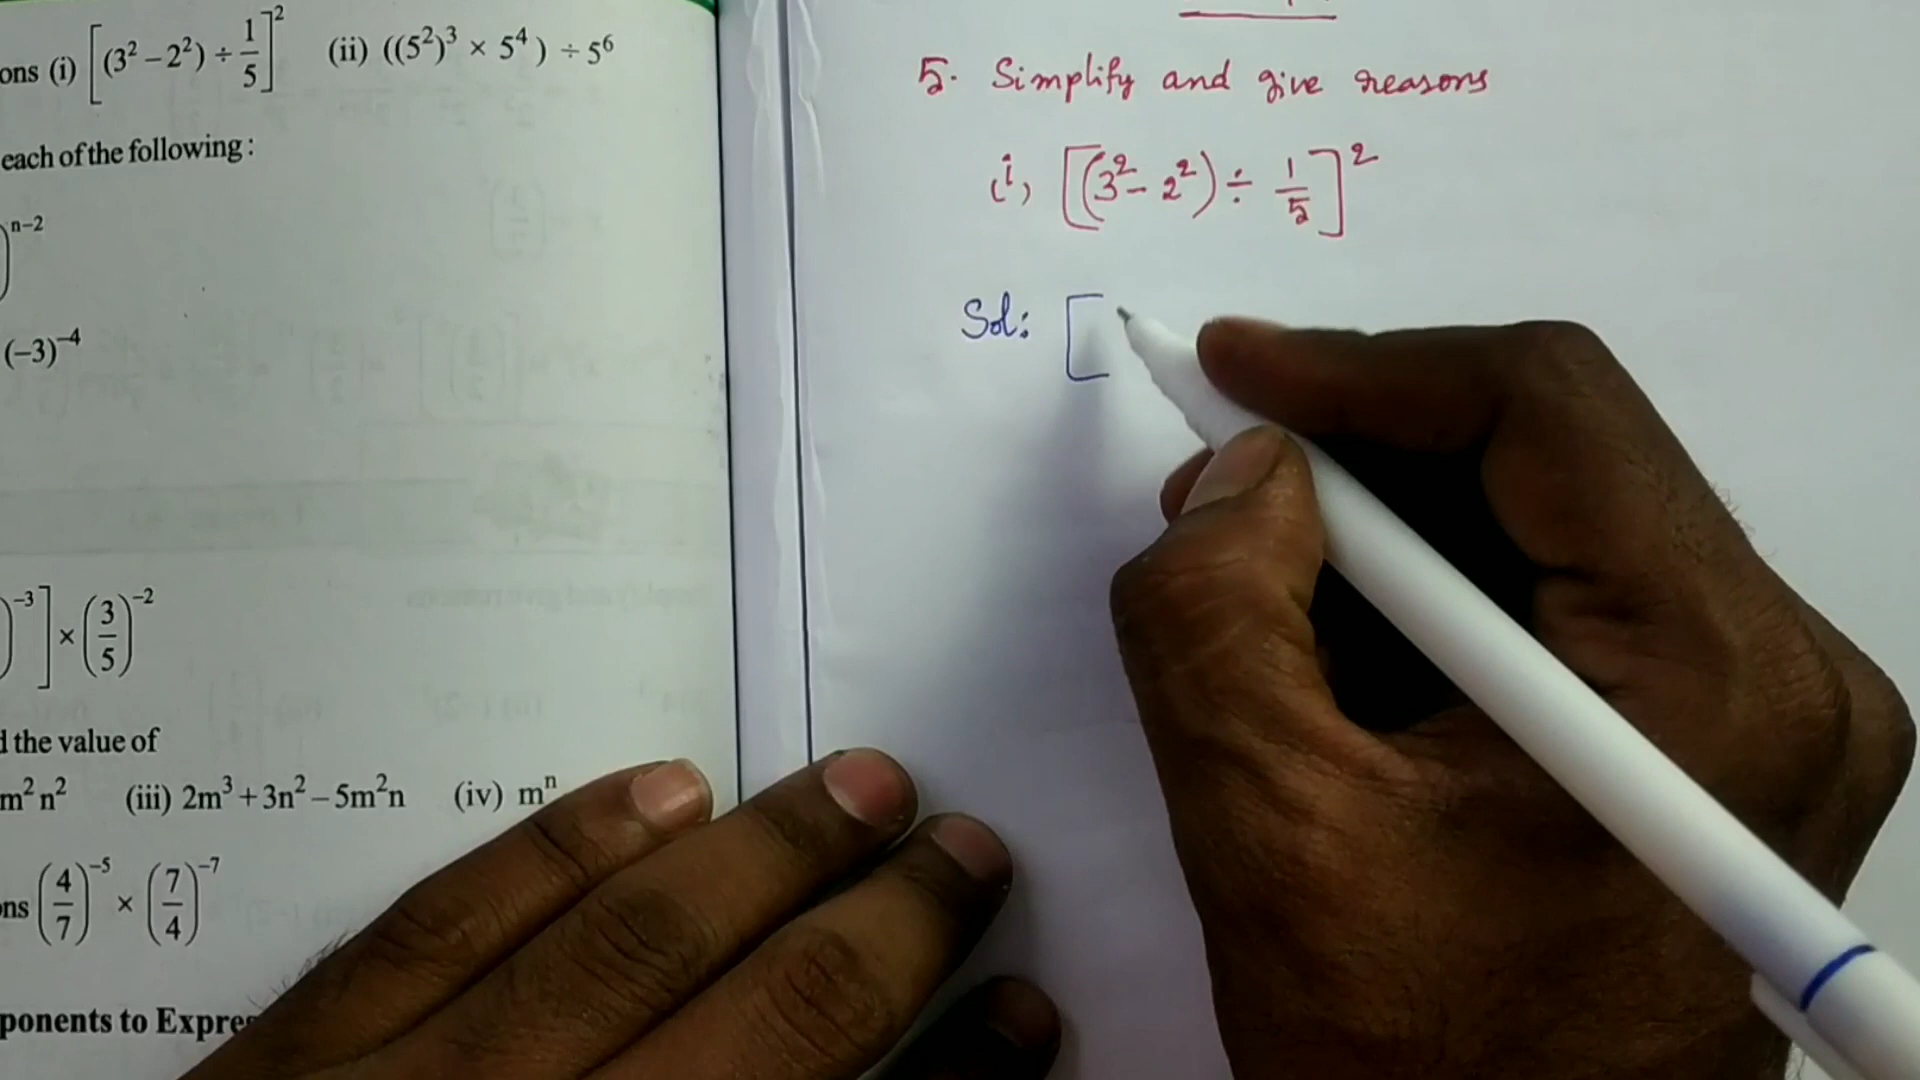 ons (i) [(3² – 2²) ÷ 1/5]² (ii) ((5²)³ × 5⁴) ÷ 5⁶
each of the following :
)ⁿ⁻²
(–3)⁻⁴
)⁻³] × (3/5)⁻²
the value of
m²n² (iii) 2m³ + 3n² – 5m²n (iv) mⁿ
ns (4/7)⁻⁵ × (7/4)⁻⁷
ponents to Expre
5. Simplify and give reasons
(i) [(3² – 2²) ÷ 1/5]²
Sol: [